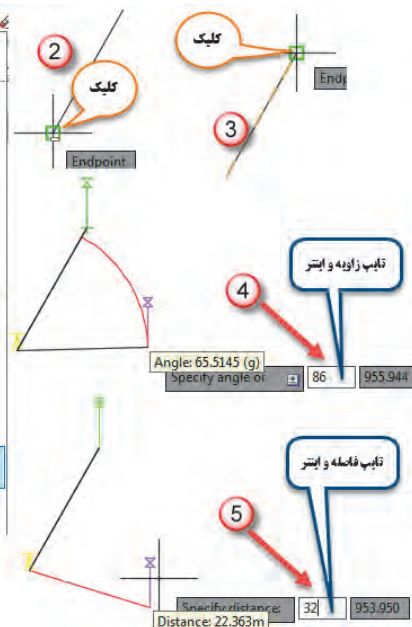 2
کلیک
Endpoint
کلیک
3
تایپ زاویه و اینتر
4
Angle: 65.5145 (g)
Specify angle or
86
955.944
تایپ فاصله و اینتر
5
Specify distance:
32
953.950
Distance: 22.363m